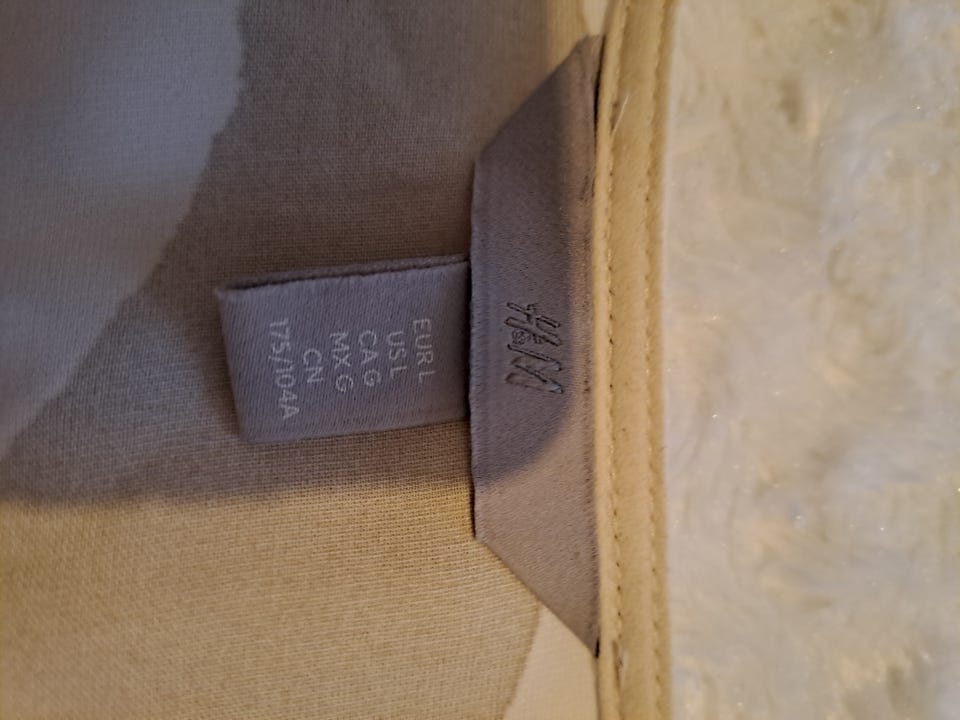 H&M
EUR L
US L
CA G
MX G
CN
175/104A